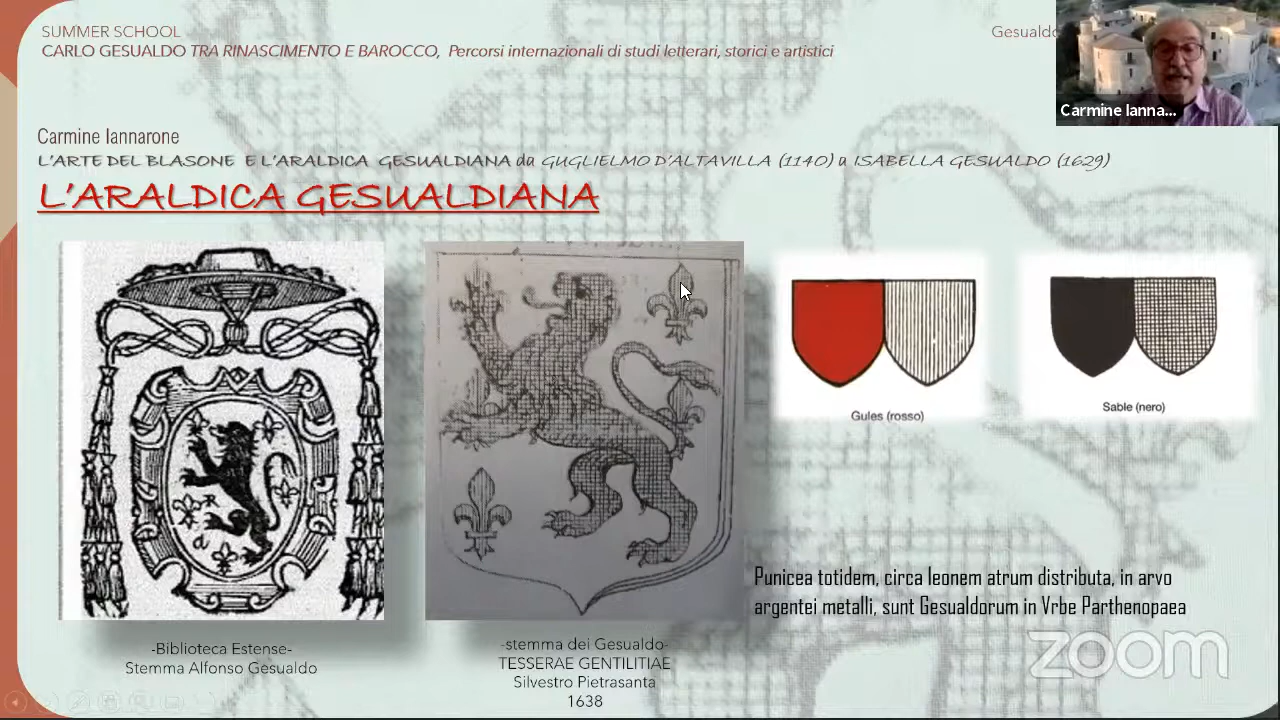 SUMMER SCHOOL
CARLO GESUALDO TRA RINASCIMENTO E BAROCCO, Percorsi internazionali di studi letterari, storici e artistici
Gesualdo
Carmine Ianna...
Carmine Iannarone
L'ARTE DEL BLASONE E L'ARALDICA GESUALDIANA da GUGLIELMO D'ALTAVILLA (1140) a ISABELLA GESUALDO (1629)
L'ARALDICA GESUALDIANA
Gules (rosso)
Sable (nero)
Punicea totidem, circa leonem atrum distributa, in arvo
argentei metalli, sunt Gesualdorum in Vrbe Parthenopaea
-Biblioteca Estense-
Stemma Alfonso Gesualdo
-stemma dei Gesualdo-
TESSERAE GENTILITIAE
Silvestro Pietrasanta
1638
zoom